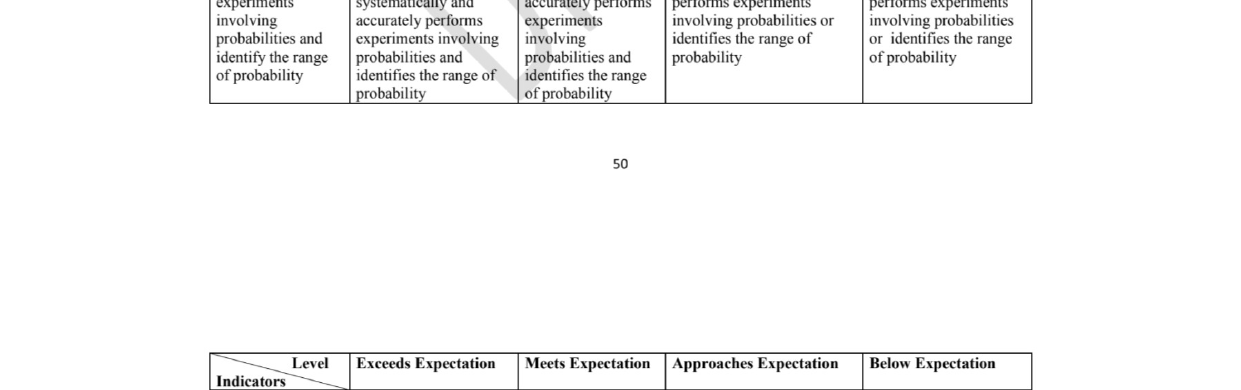 experiments
involving
probabilities and
identify the range
of probability
systematically and
accurately performs
experiments involving
probabilities and
identifies the range of
probability
accurately performs
experiments
involving
probabilities and
identifies the range
of probability
performs experiments
involving probabilities or
identifies the range of
probability
performs experiments
involving probabilities
or identifies the range
of probability
50
Level
Indicators
Exceeds Expectation
Meets Expectation
Approaches Expectation
Below Expectation